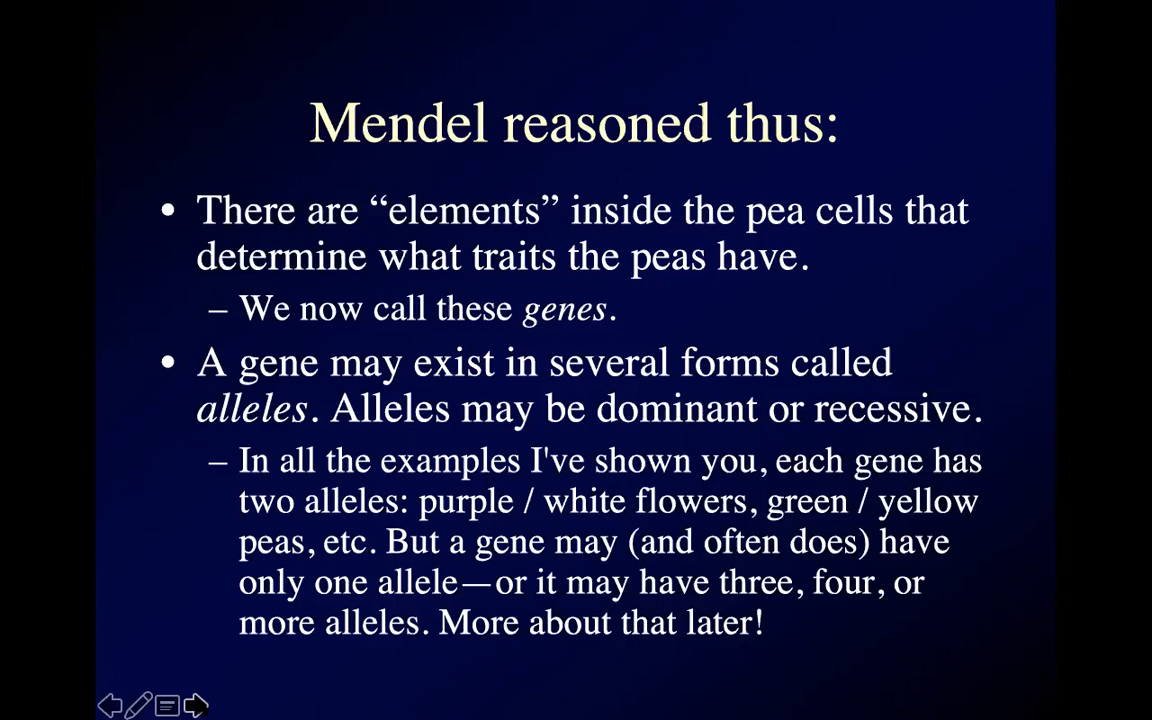 Mendel reasoned thus:
• There are “elements” inside the pea cells that
determine what traits the peas have.
– We now call these genes.
• A gene may exist in several forms called
alleles. Alleles may be dominant or recessive.
– In all the examples I've shown you, each gene has
two alleles: purple / white flowers, green / yellow
peas, etc. But a gene may (and often does) have
only one allele—or it may have three, four, or
more alleles. More about that later!